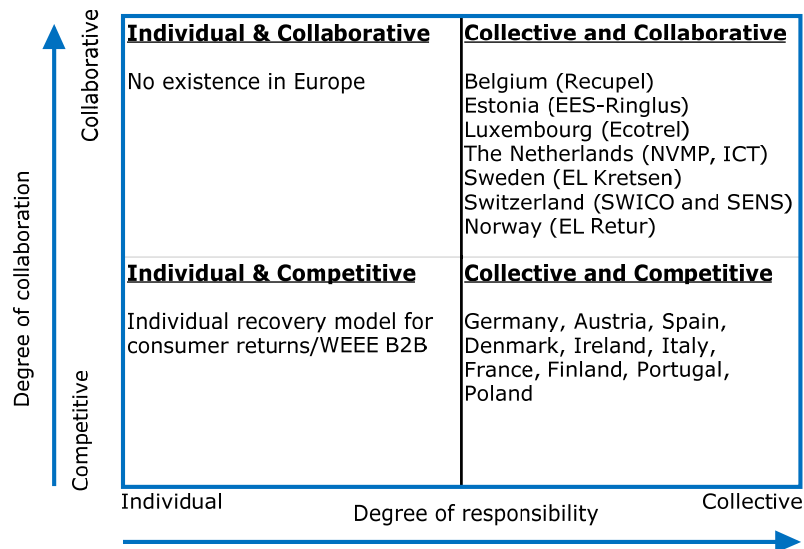 Collaborative
Degree of collaboration
Competitive
Individual & Collaborative
No existence in Europe
Collective and Collaborative
Belgium (Recupel)
Estonia (EES-Ringlus)
Luxembourg (Ecotrel)
The Netherlands (NVMP, ICT)
Sweden (EL Kretsen)
Switzerland (SWICO and SENS)
Norway (EL Retur)
Individual & Competitive
Individual recovery model for
consumer returns/WEEE B2B
Collective and Competitive
Germany, Austria, Spain,
Denmark, Ireland, Italy,
France, Finland, Portugal,
Poland
Individual
Degree of responsibility
Collective